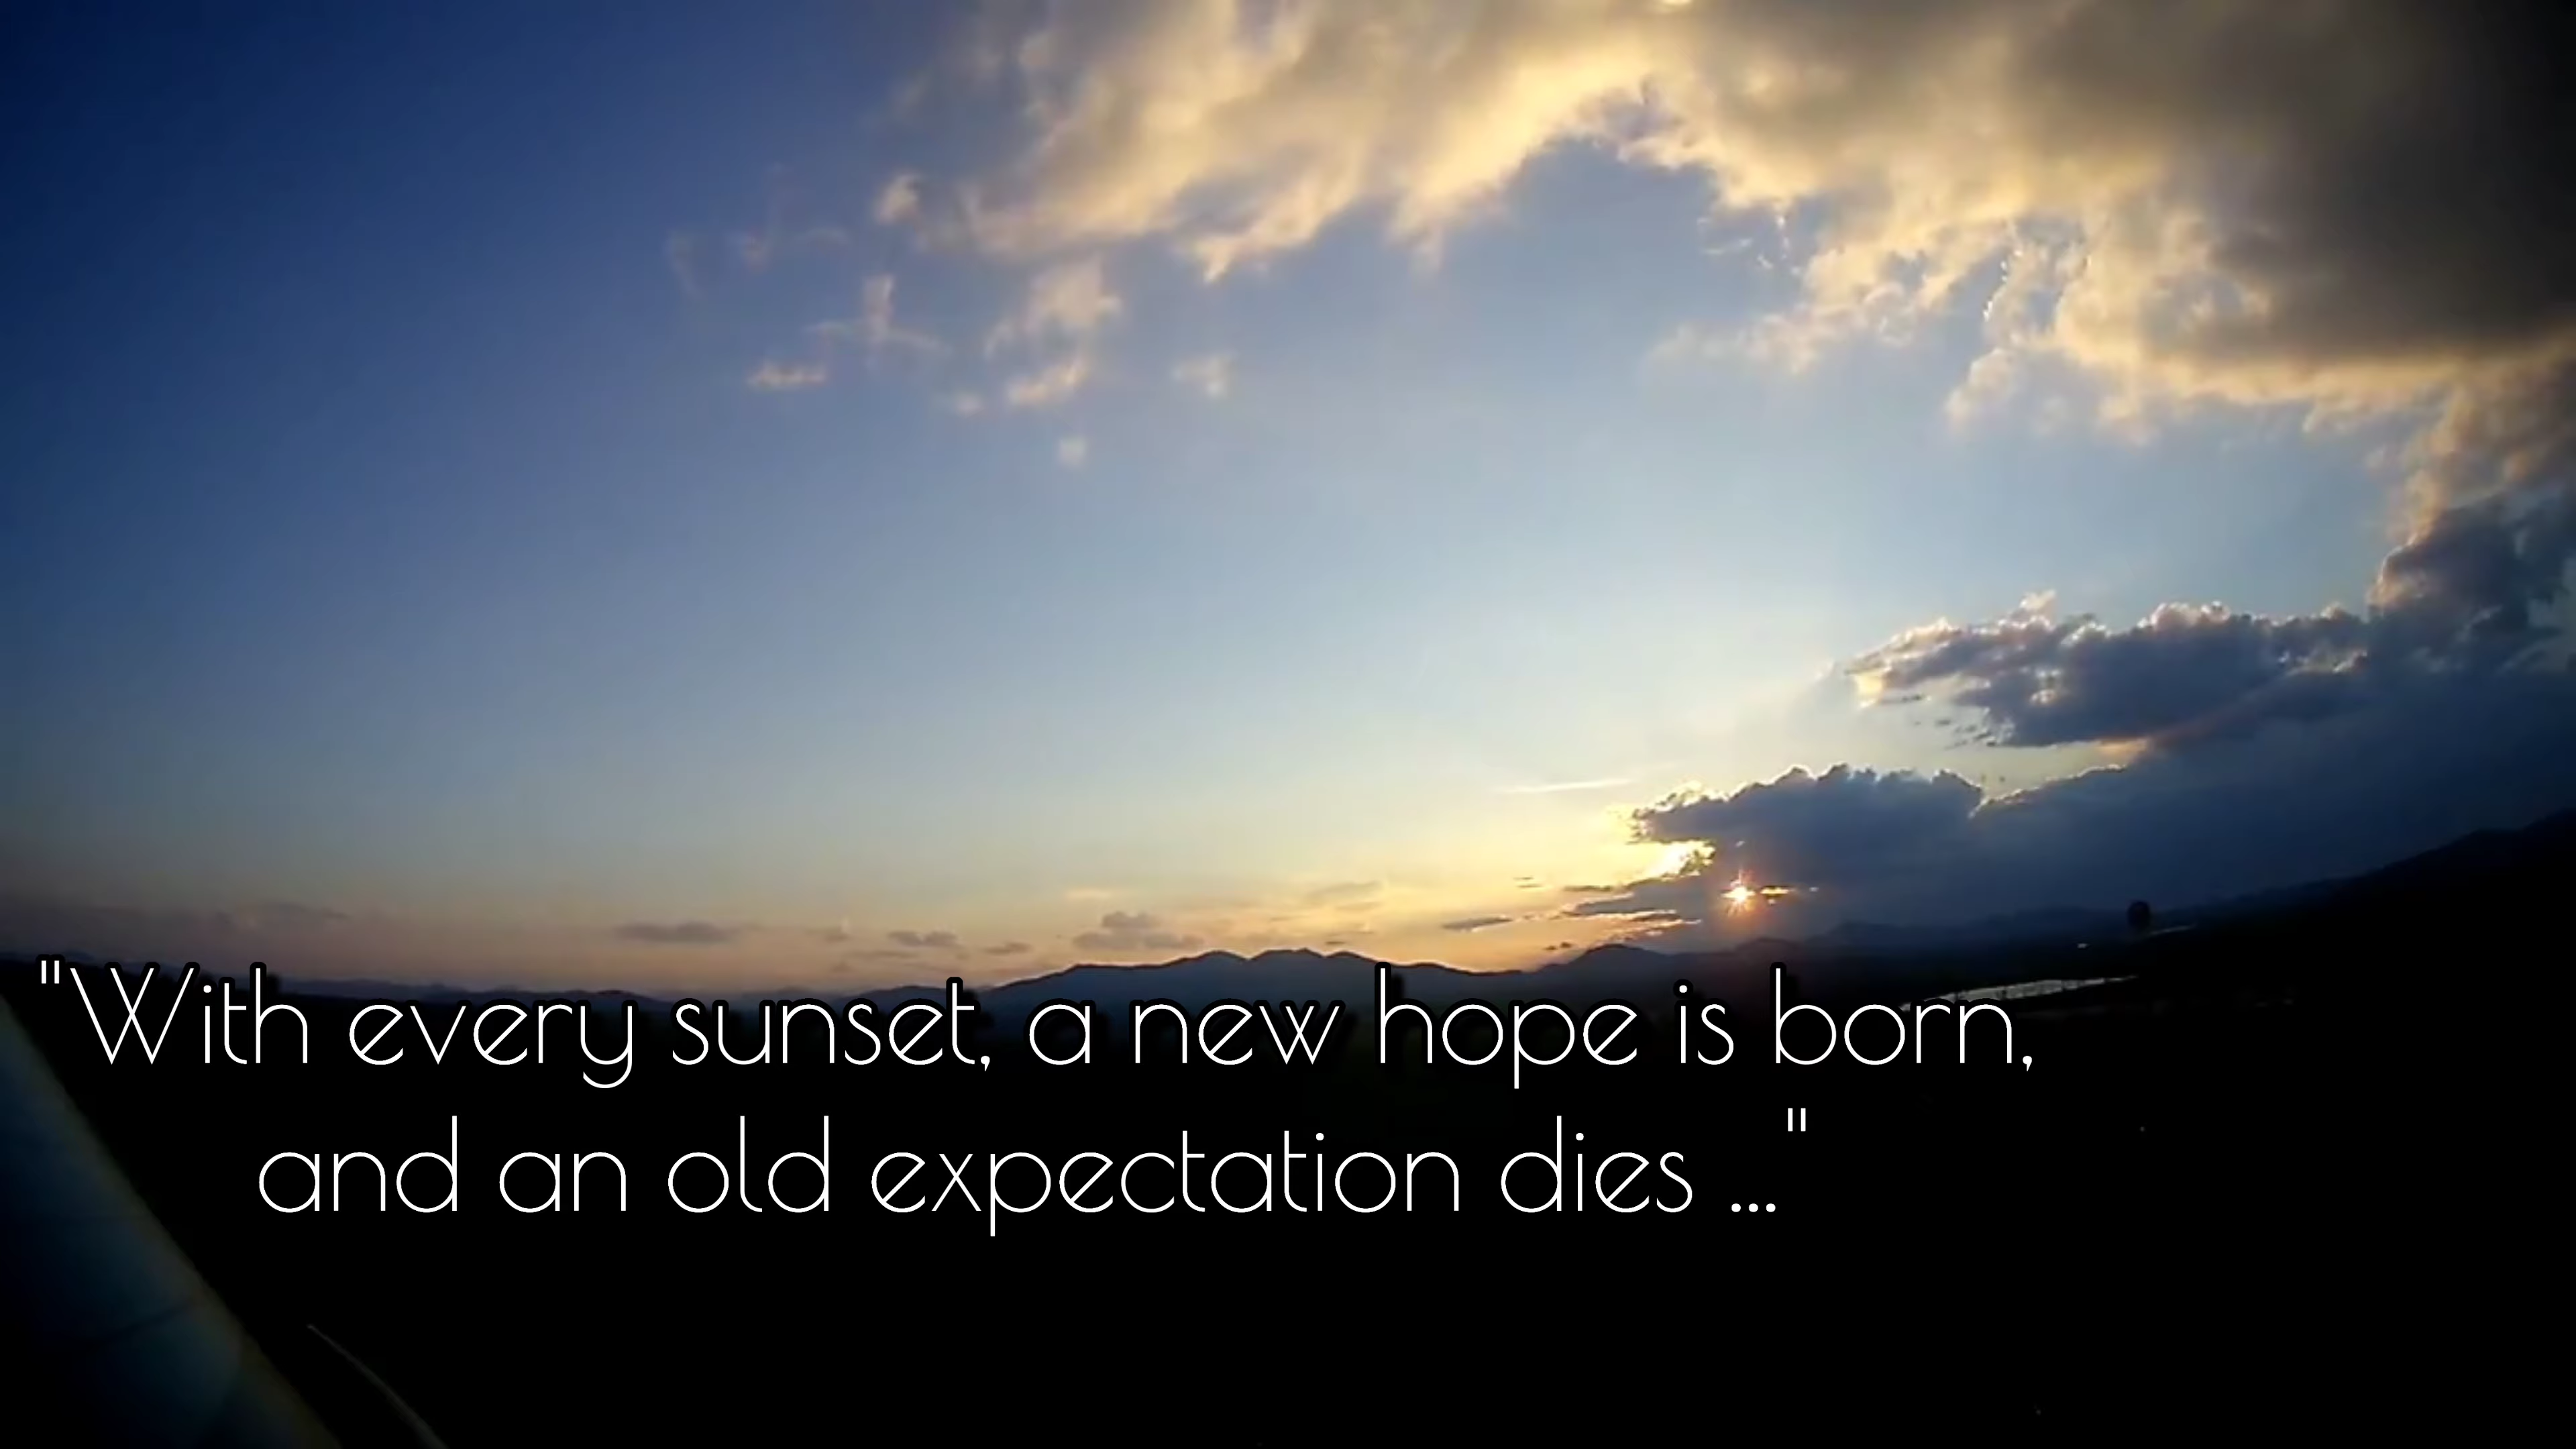 "With every sunset, a new hope is born,
and an old expectation dies ..."